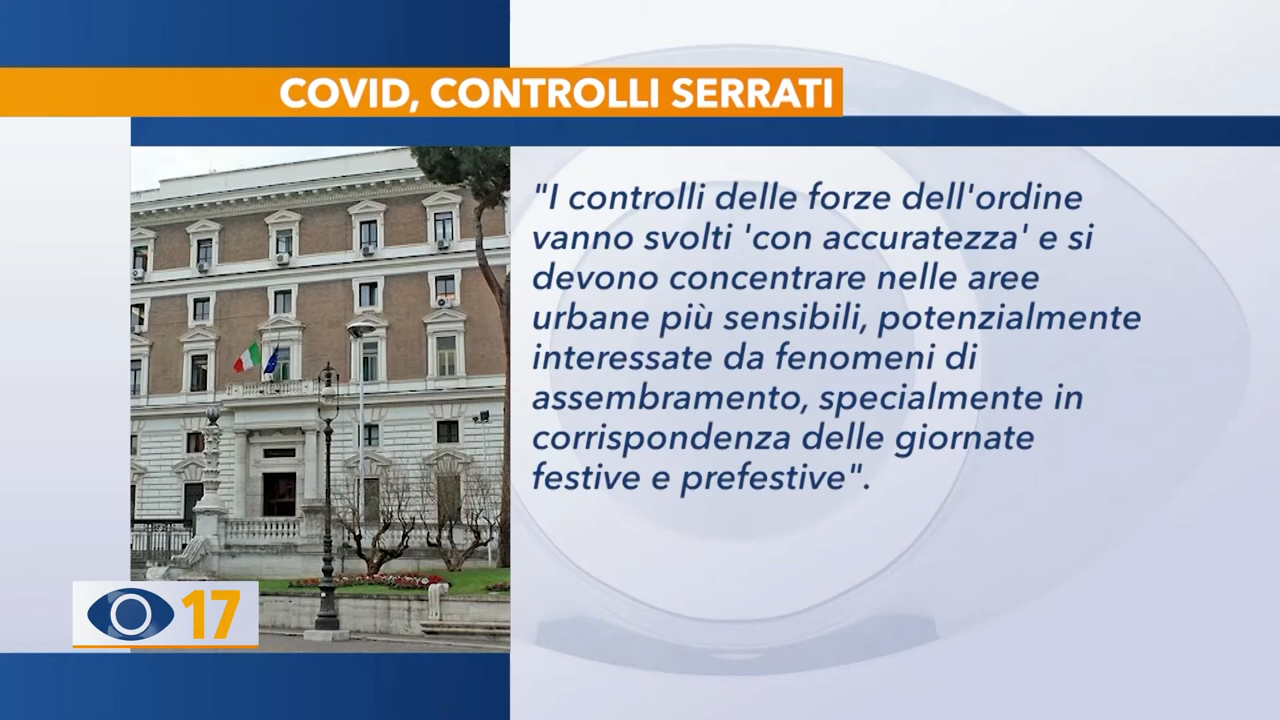 COVID, CONTROLLI SERRATI
"I controlli delle forze dell'ordine
vanno svolti 'con accuratezza' e si
devono concentrare nelle aree
urbane più sensibili, potenzialmente
interessate da fenomeni di
assembramento, specialmente in
corrispondenza delle giornate
festive e prefestive".
17